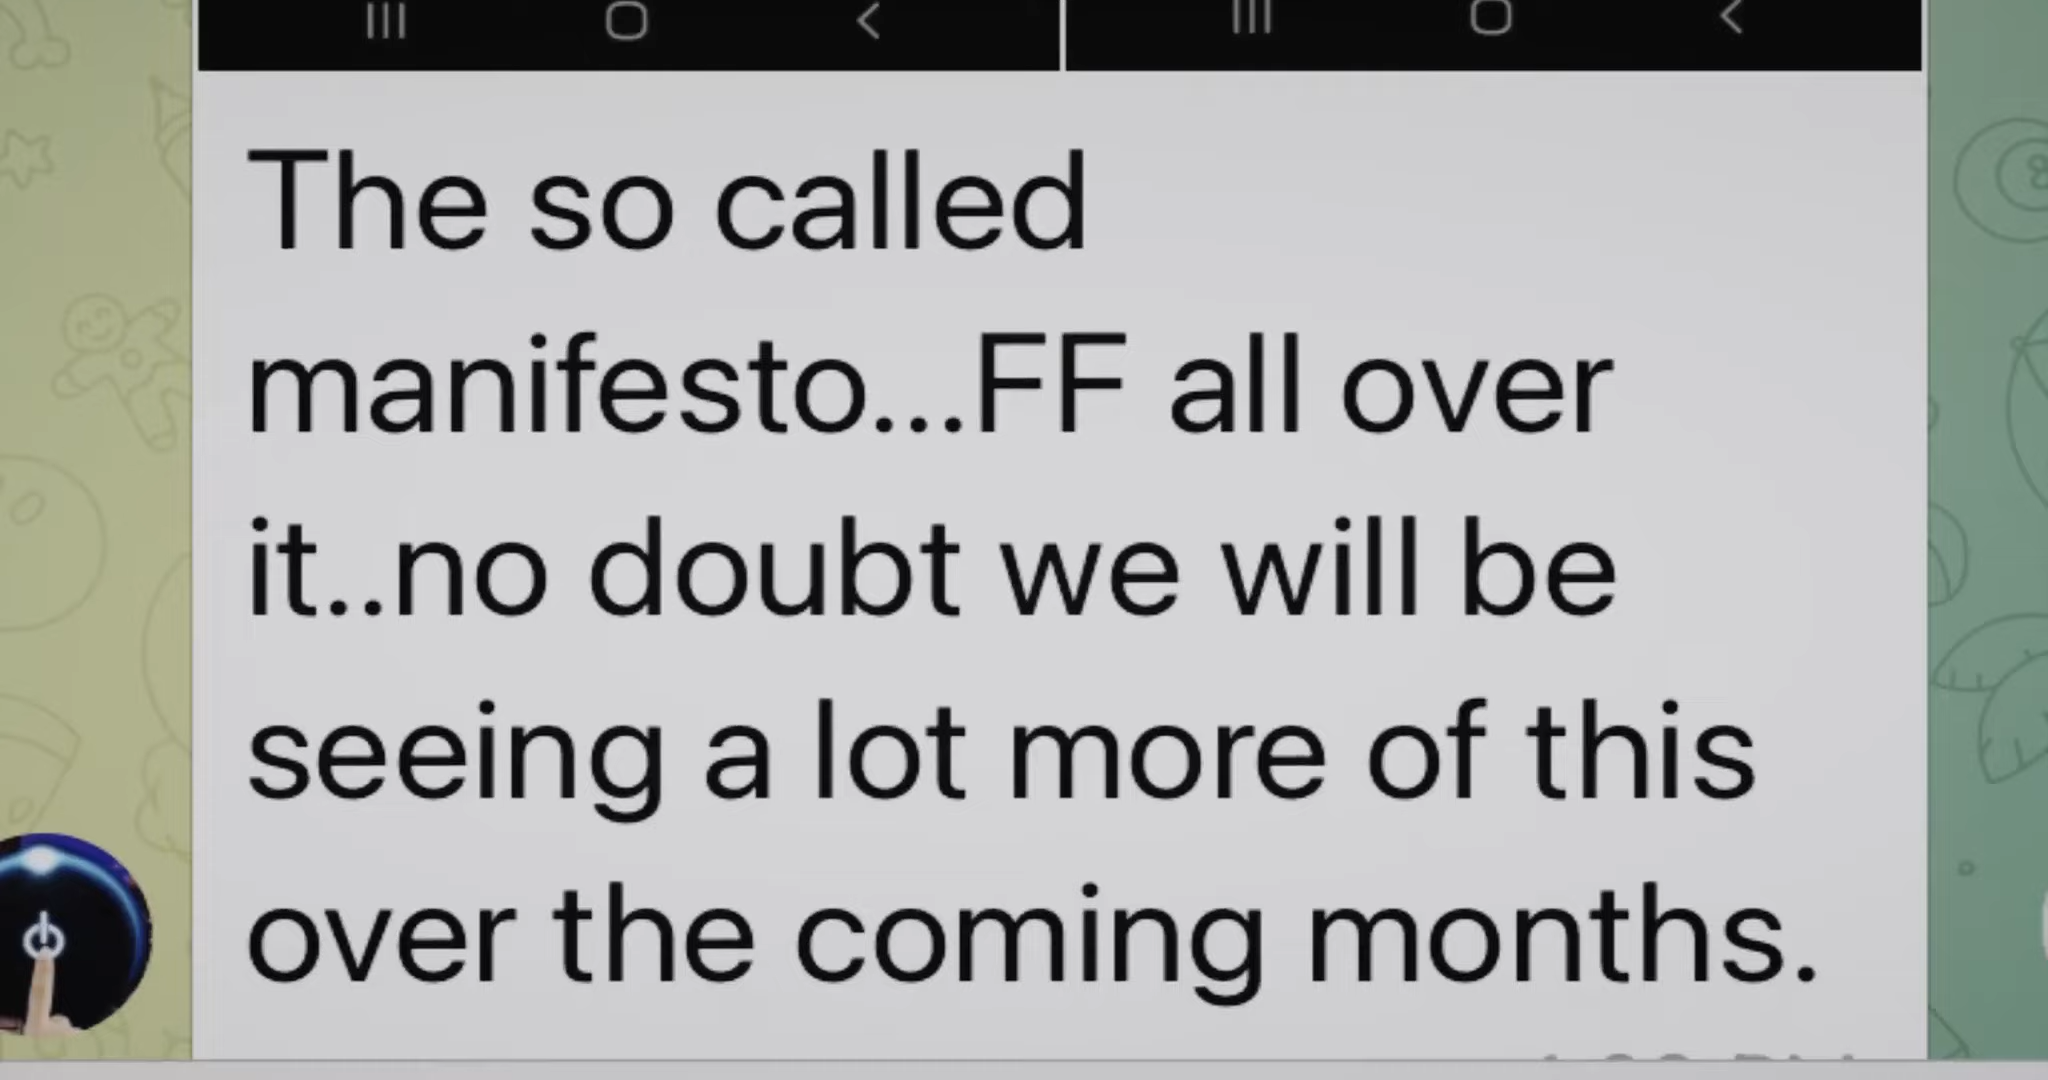 The so called
manifesto...FF all over
it..no doubt we will be
seeing a lot more of this
over the coming months.